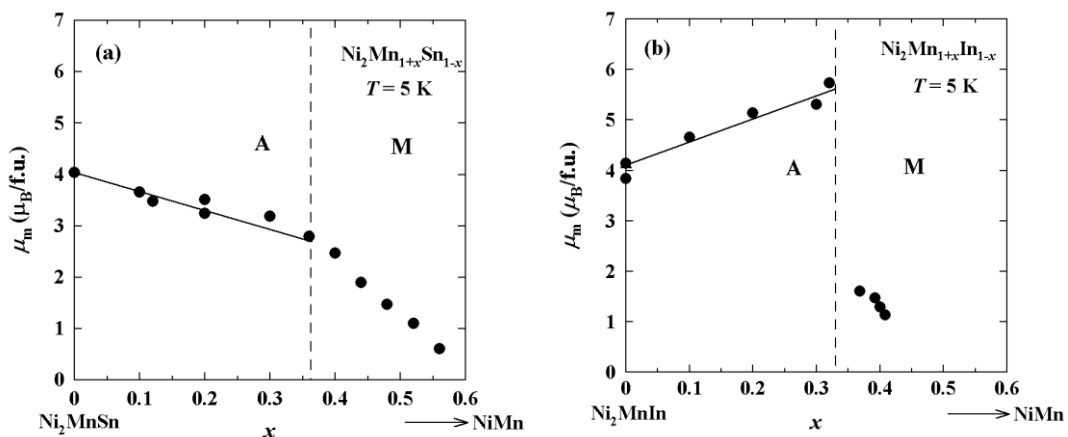 (a)
Ni2Mn1+xSn1-x
T = 5 K
A
M
μm (μB/f.u.)
7
6
5
4
3
2
1
0
0 0.1 0.2 0.3 0.4 0.5 0.6
Ni2MnSn
x
NiMn
(b)
Ni2Mn1+xIn1-x
T = 5 K
A
M
μm (μB/f.u.)
7
6
5
4
3
2
1
0
0 0.1 0.2 0.3 0.4 0.5 0.6
Ni2MnIn
x
NiMn